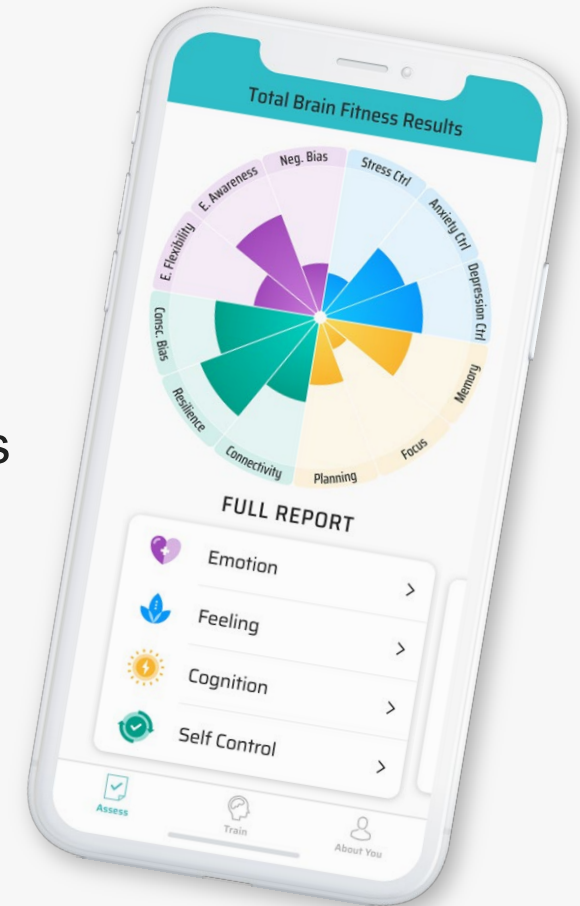 Total Brain Fitness Results
Neg. Bias
Stress Ctrl
Anxiety Ctrl
Depression Ctrl
Memory
Focus
Planning
Connectivity
Resilience
Consc. Bias
E. Flexibility
E. Awareness
s
FULL REPORT
Emotion
Feeling
Cognition
Self Control
Assess
Train
About You